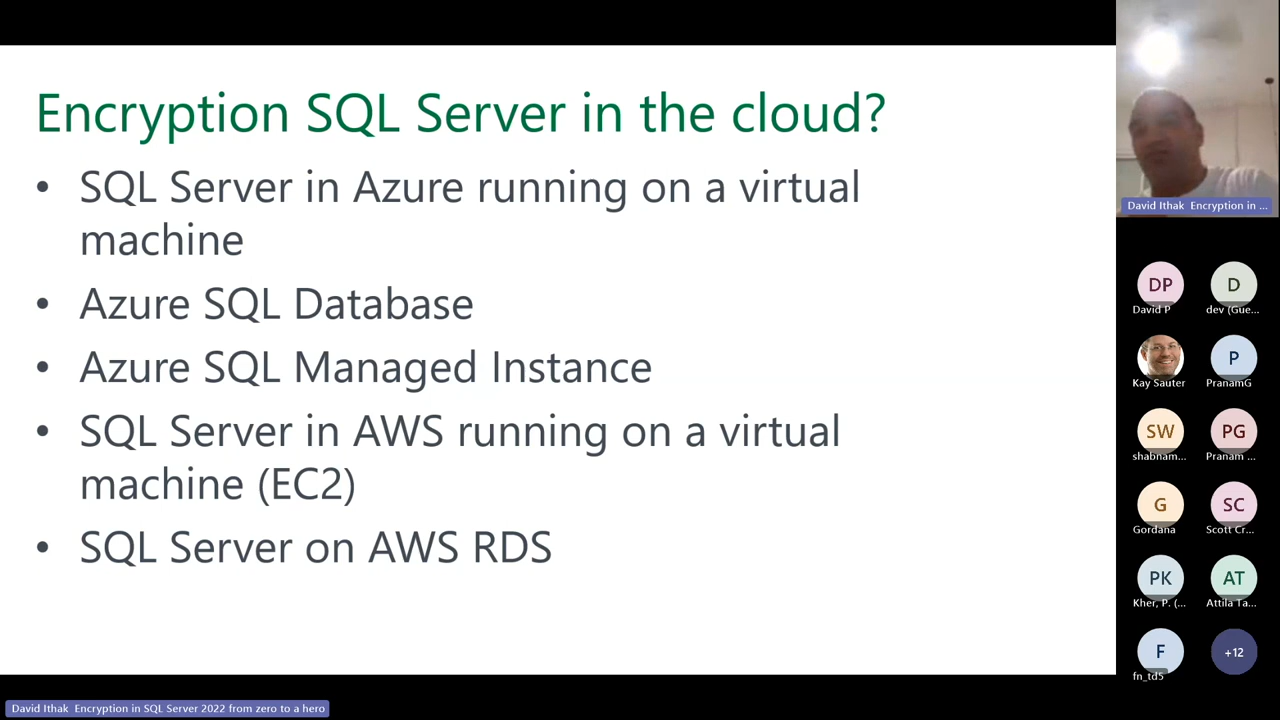 Encryption SQL Server in the cloud?
• SQL Server in Azure running on a virtual
machine
• Azure SQL Database
• Azure SQL Managed Instance
• SQL Server in AWS running on a virtual
machine (EC2)
• SQL Server on AWS RDS
David Ithak Encryption in ...
DP
David P
D
dev (Gue...
Kay Sauter
P
PranamG
SW
shabnam...
PG
Pranam ...
G
Gordana
SC
Scott Cr...
PK
Kher, P. (...
AT
Attila Ta...
F
fn_td5
+12
David Ithak Encryption in SQL Server 2022 from zero to a hero